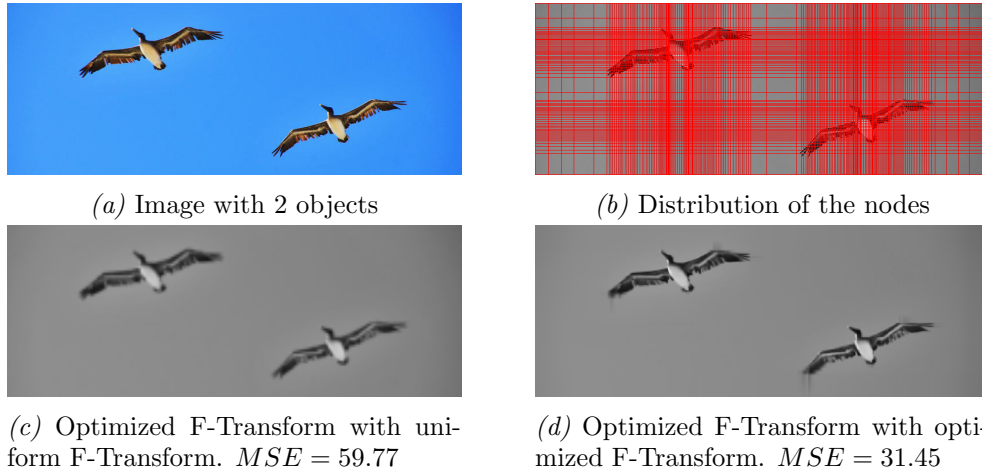 (a) Image with 2 objects
(b) Distribution of the nodes
(c) Optimized F-Transform with uni-
form F-Transform. MSE = 59.77
(d) Optimized F-Transform with opti-
mized F-Transform. MSE = 31.45